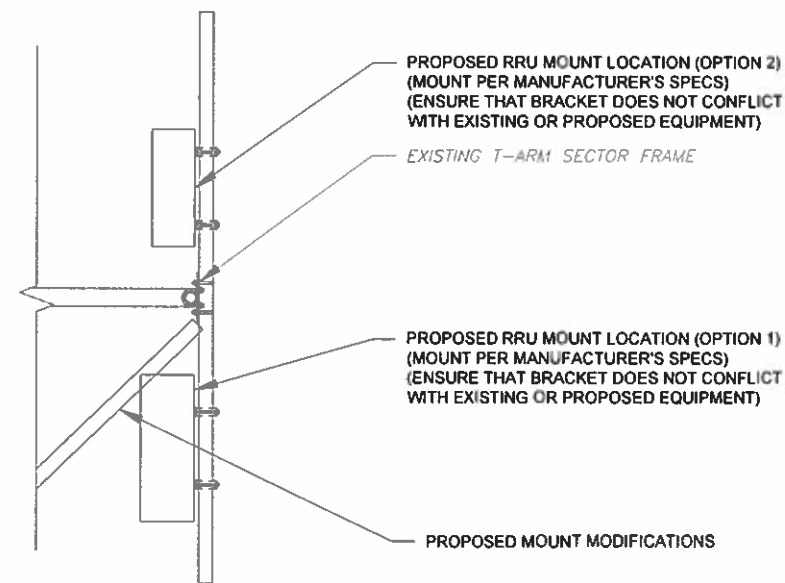 PROPOSED RRU MOUNT LOCATION (OPTION 2)
(MOUNT PER MANUFACTURER'S SPECS)
(ENSURE THAT BRACKET DOES NOT CONFLICT
WITH EXISTING OR PROPOSED EQUIPMENT)
EXISTING T-ARM SECTOR FRAME
PROPOSED RRU MOUNT LOCATION (OPTION 1)
(MOUNT PER MANUFACTURER'S SPECS)
(ENSURE THAT BRACKET DOES NOT CONFLICT
WITH EXISTING OR PROPOSED EQUIPMENT)
PROPOSED MOUNT MODIFICATIONS